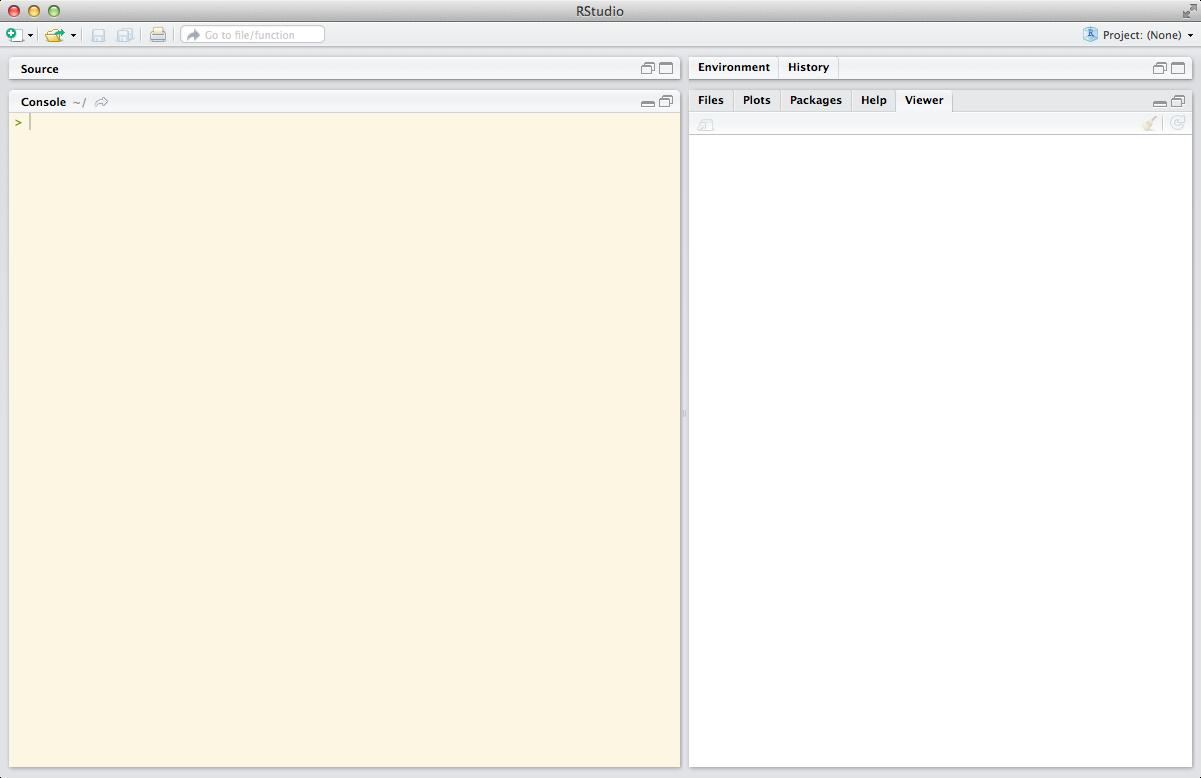 RStudio
Go to file/function
Project: (None)
Source
Environment History
Console ~/
Files Plots Packages Help Viewer
>